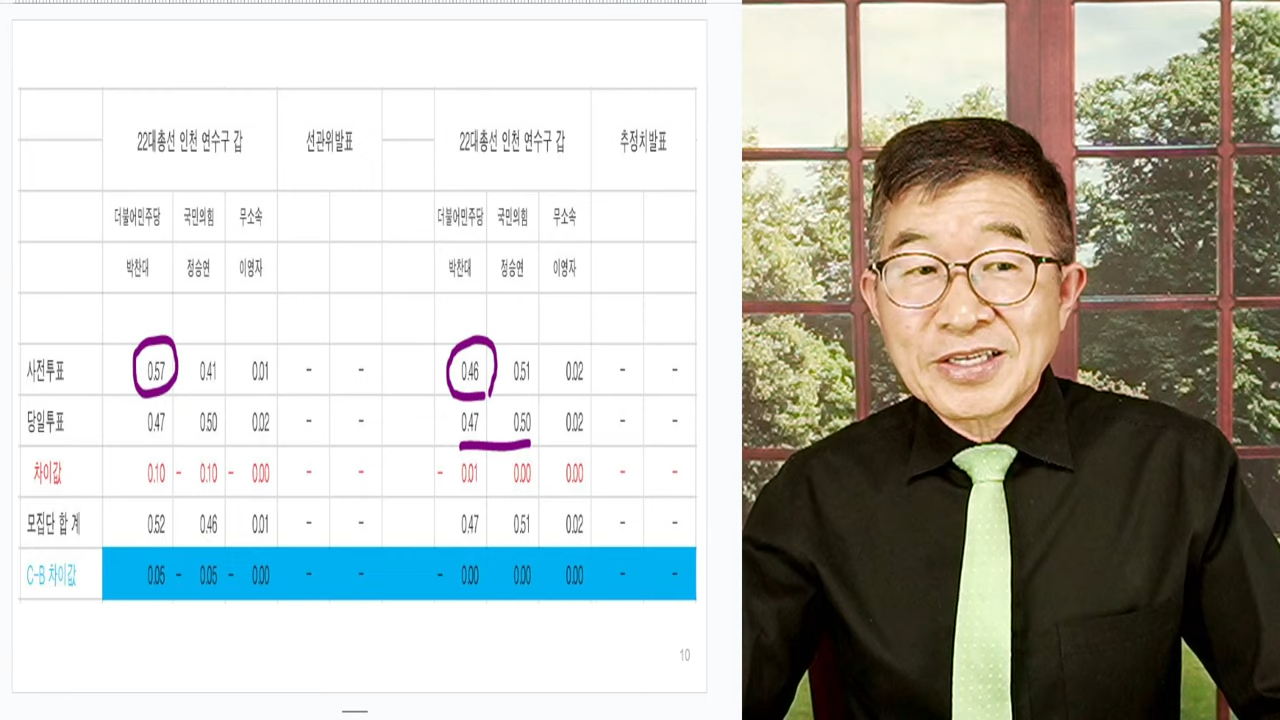 22대총선 인천 연수구 갑 선관위발표 22대총선 인천 연수구 갑 추정치발표
더불어민주당 국민의힘 무소속 더불어민주당 국민의힘 무소속
박찬대 정승연 이영자 박찬대 정승연 이영자
사전투표 0.57 0.41 0.01 - - 0.46 0.51 0.02 - -
당일투표 0.47 0.50 0.02 - - 0.47 0.50 0.02 - -
차이값 0.10 - 0.10 - 0.00 - - - 0.01 0.00 0.00 - -
모집단 합 계 0.52 0.46 0.01 - - 0.47 0.51 0.02 - -
C-B 차이값 0.05 - 0.05 - 0.00 - - - 0.00 0.00 0.00 - -
10